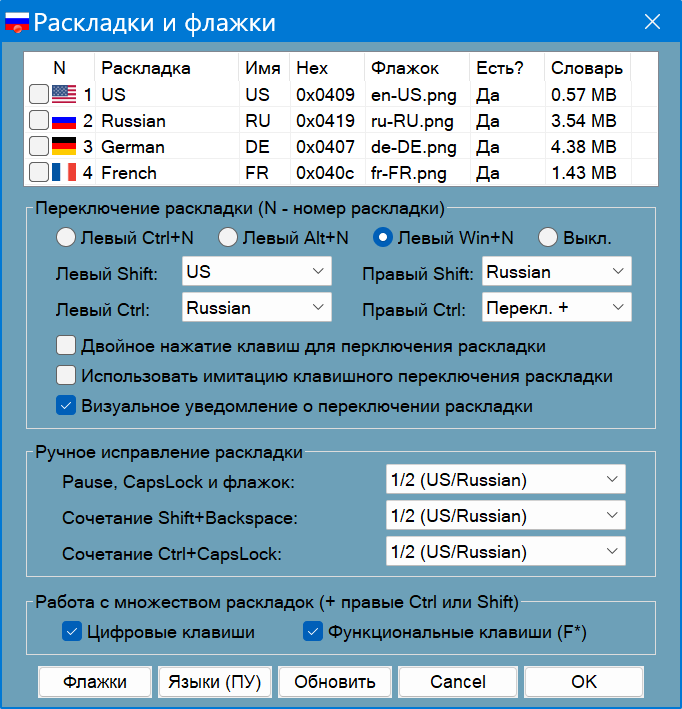 Раскладки и флажки
N Раскладка Имя Hex Флажок Есть? Словарь
1 US US 0x0409 en-US.png Да 0.57 MB
2 Russian RU 0x0419 ru-RU.png Да 3.54 MB
3 German DE 0x0407 de-DE.png Да 4.38 MB
4 French FR 0x040c fr-FR.png Да 1.43 MB
Переключение раскладки (N - номер раскладки)
Левый Ctrl+N Левый Alt+N Левый Win+N Выкл.
Левый Shift: US Правый Shift: Russian
Левый Ctrl: Russian Правый Ctrl: Перекл. +
Двойное нажатие клавиш для перключения раскладки
Использовать имитацию клавишного переключения раскладки
Визуальное уведомление о переключении раскладки
Ручное исправление раскладки
Pause, CapsLock и флажок: 1/2 (US/Russian)
Сочетание Shift+Backspace: 1/2 (US/Russian)
Сочетание Ctrl+CapsLock: 1/2 (US/Russian)
Работа с множеством раскладок (+ правые Ctrl или Shift)
Цифровые клавиши Функциональные клавиши (F*)
Флажки Языки (ПУ) Обновить Cancel OK